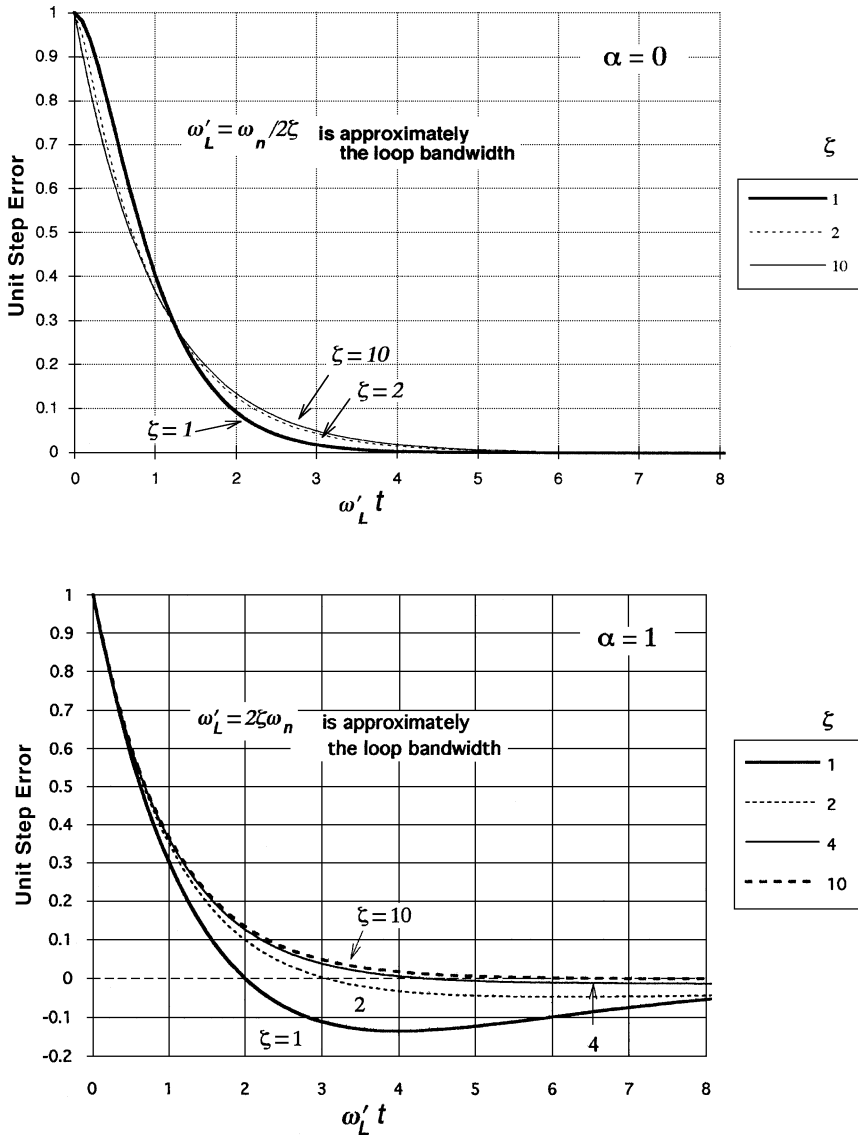 1
0.9
0.8
0.7
0.6
0.5
0.4
0.3
0.2
0.1
0
Unit Step Error
α = 0
ω′L = ωn /2ζ is approximately
the loop bandwidth
ζ = 10
ζ = 2
ζ = 1
0 1 2 3 4 5 6 7 8
ω′L t
ζ
1
2
10
1
0.9
0.8
0.7
0.6
0.5
0.4
0.3
0.2
0.1
0
-0.1
-0.2
Unit Step Error
α = 1
ω′L = 2ζωn is approximately
the loop bandwidth
ζ = 10
2
ζ = 1
4
0 1 2 3 4 5 6 7 8
ω′L t
ζ
1
2
4
10